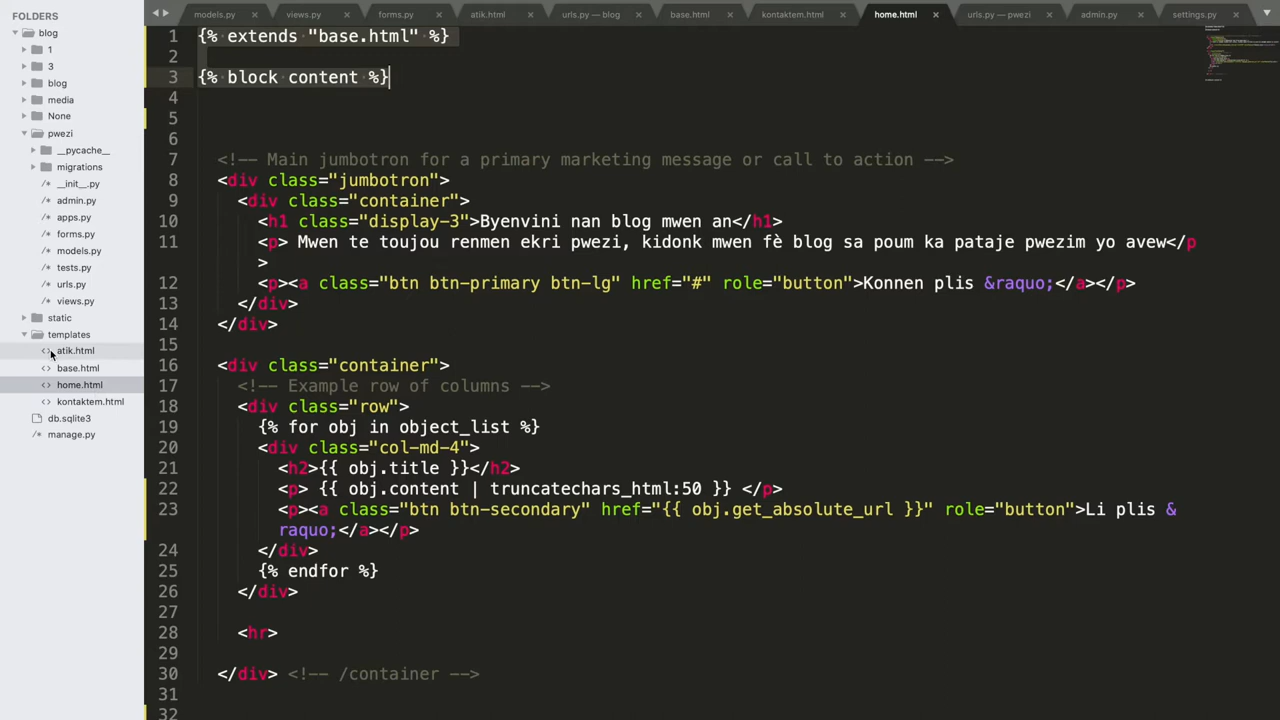 FOLDERS
blog
1
3
blog
media
None
pwezi
__pycache__
migrations
/* __init__.py
/* admin.py
/* apps.py
/* forms.py
/* models.py
/* tests.py
/* urls.py
/* views.py
static
templates
<> atik.html
<> base.html
<> home.html
<> kontaktem.html
db.sqlite3
/* manage.py
models.py × views.py × forms.py × atik.html × urls.py — blog × base.html × kontaktem.html × home.html × urls.py — pwezi × admin.py × settings.py ×
1 {% extends "base.html" %}
2
3 {% block content %}
4
5
6
7 <!-- Main jumbotron for a primary marketing message or call to action -->
8 <div class="jumbotron">
9 <div class="container">
10 <h1 class="display-3">Byenvini nan blog mwen an</h1>
11 <p> Mwen te toujou renmen ekri pwezi, kidonk mwen fè blog sa poum ka pataje pwezim yo avew</p
>
12 <p><a class="btn btn-primary btn-lg" href="#" role="button">Konnen plis &raquo;</a></p>
13 </div>
14 </div>
15
16 <div class="container">
17 <!-- Example row of columns -->
18 <div class="row">
19 {% for obj in object_list %}
20 <div class="col-md-4">
21 <h2>{{ obj.title }}</h2>
22 <p> {{ obj.content | truncatechars_html:50 }} </p>
23 <p><a class="btn btn-secondary" href="{{ obj.get_absolute_url }}" role="button">Li plis &
raquo;</a></p>
24 </div>
25 {% endfor %}
26 </div>
27
28 <hr>
29
30 </div> <!-- /container -->
31
32